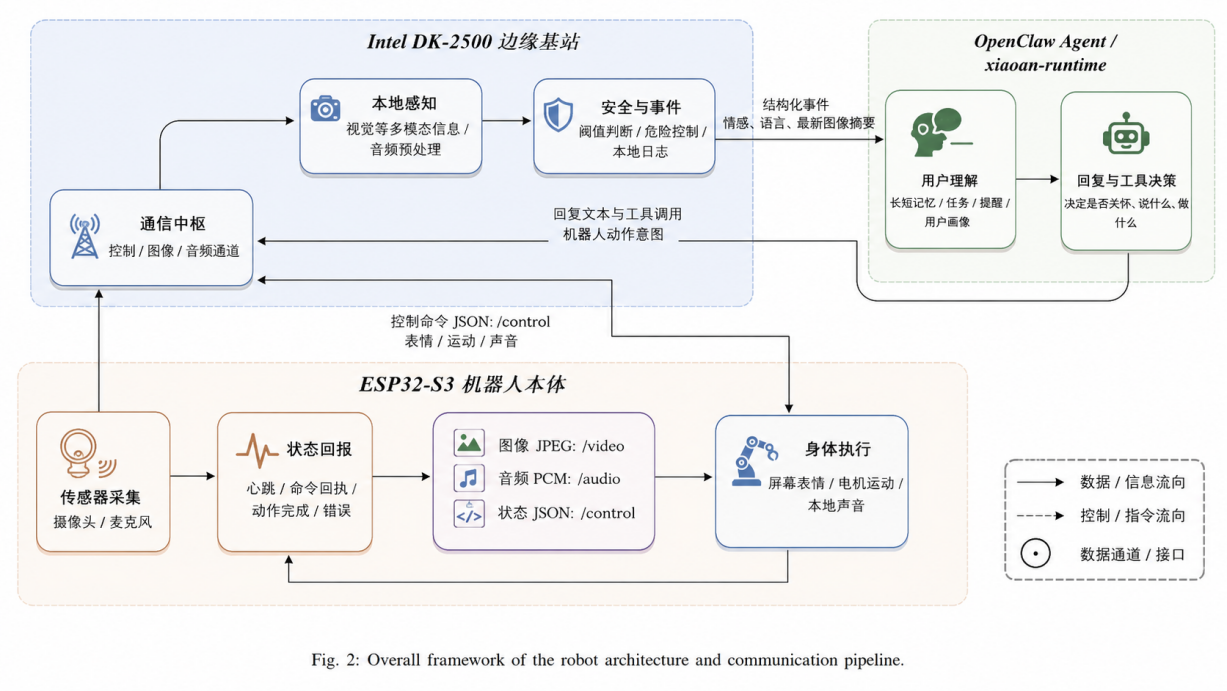 Intel DK-2500 边缘基站
本地感知
视觉等多模态信息 /
音频预处理
安全与事件
阈值判断 / 危险控制 /
本地日志
结构化事件
情感、语言、最新图像摘要
OpenClaw Agent /
xiaoan-runtime
用户理解
长短记忆 / 任务 / 提醒 /
用户画像
回复与工具决策
决定是否关怀、说什么、做
什么
通信中枢
控制 / 图像 / 音频通道
回复文本与工具调用
机器人动作意图
控制命令 JSON: /control
表情 / 运动 / 声音
ESP32-S3 机器人本体
传感器采集
摄像头 / 麦克风
状态回报
心跳 / 命令回执 /
动作完成 / 错误
图像 JPEG: /video
音频 PCM: /audio
</>
状态 JSON: /control
身体执行
屏幕表情 / 电机运动 /
本地声音
数据 / 信息流向
控制 / 指令流向
数据通道 / 接口
Fig. 2: Overall framework of the robot architecture and communication pipeline.